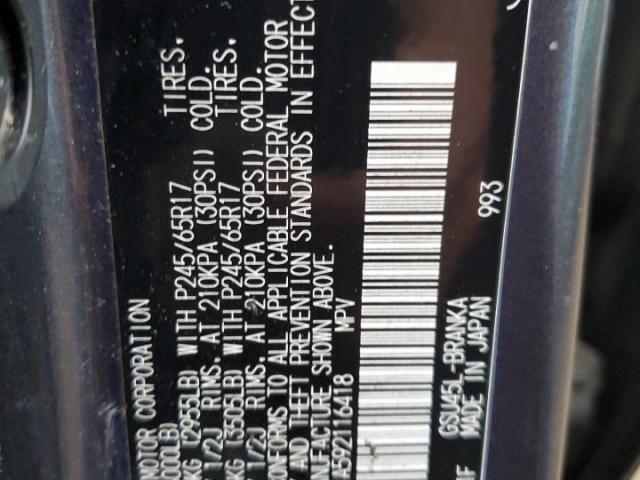 MOTOR CORPORATION
000LB)
KG (2955LB) WITH P245/65R17 TIRES.
1/2J RIMS. AT 210KPA (30PSI) COLD.
KG (3505LB) WITH P245/65R17 TIRES.
1/2J RIMS. AT 210KPA (30PSI) COLD.
ONFORMS TO ALL APPLICABLE FEDERAL MOTOR
AND THEFT PREVENTION STANDARDS IN EFFECT
UFACTURE SHOWN ABOVE.
A592116418 MPV
GSU45L-BRANKA 993
MADE IN JAPAN